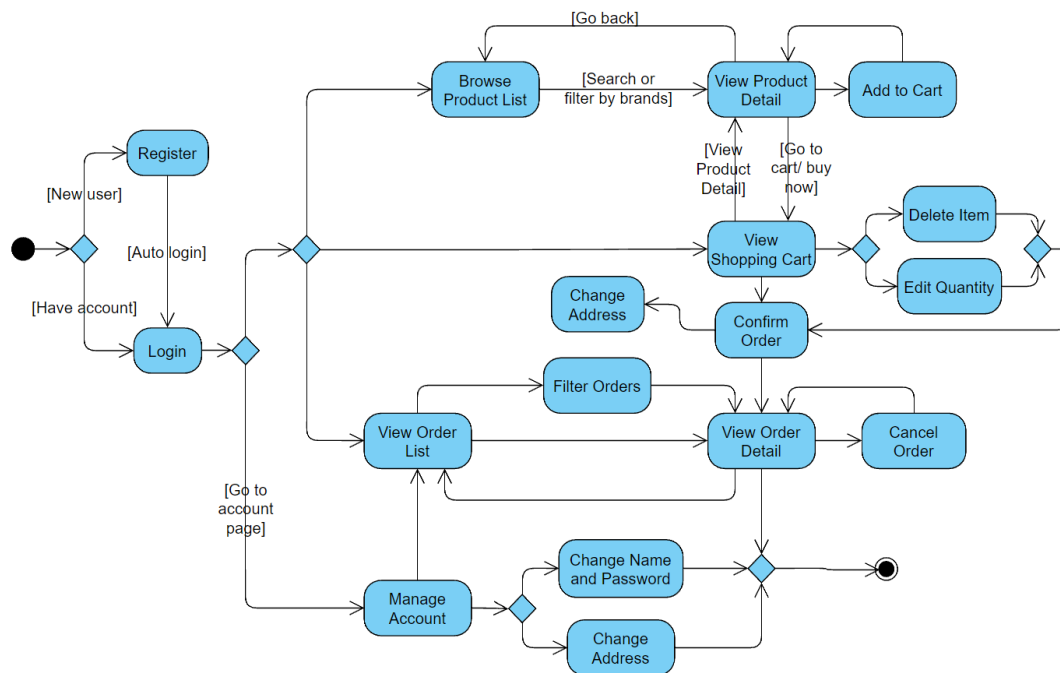 [Go back]
Browse
Product List
[Search or
filter by brands]
View Product
Detail
Add to Cart
Register
[New user]
[View
Product
Detail]
[Go to
cart/ buy
now]
Delete Item
View
Shopping Cart
[Auto login]
Edit Quantity
[Have account]
Change
Address
Confirm
Order
Login
Filter Orders
View Order
List
View Order
Detail
Cancel
Order
[Go to
account
page]
Change Name
and Password
Manage
Account
Change
Address